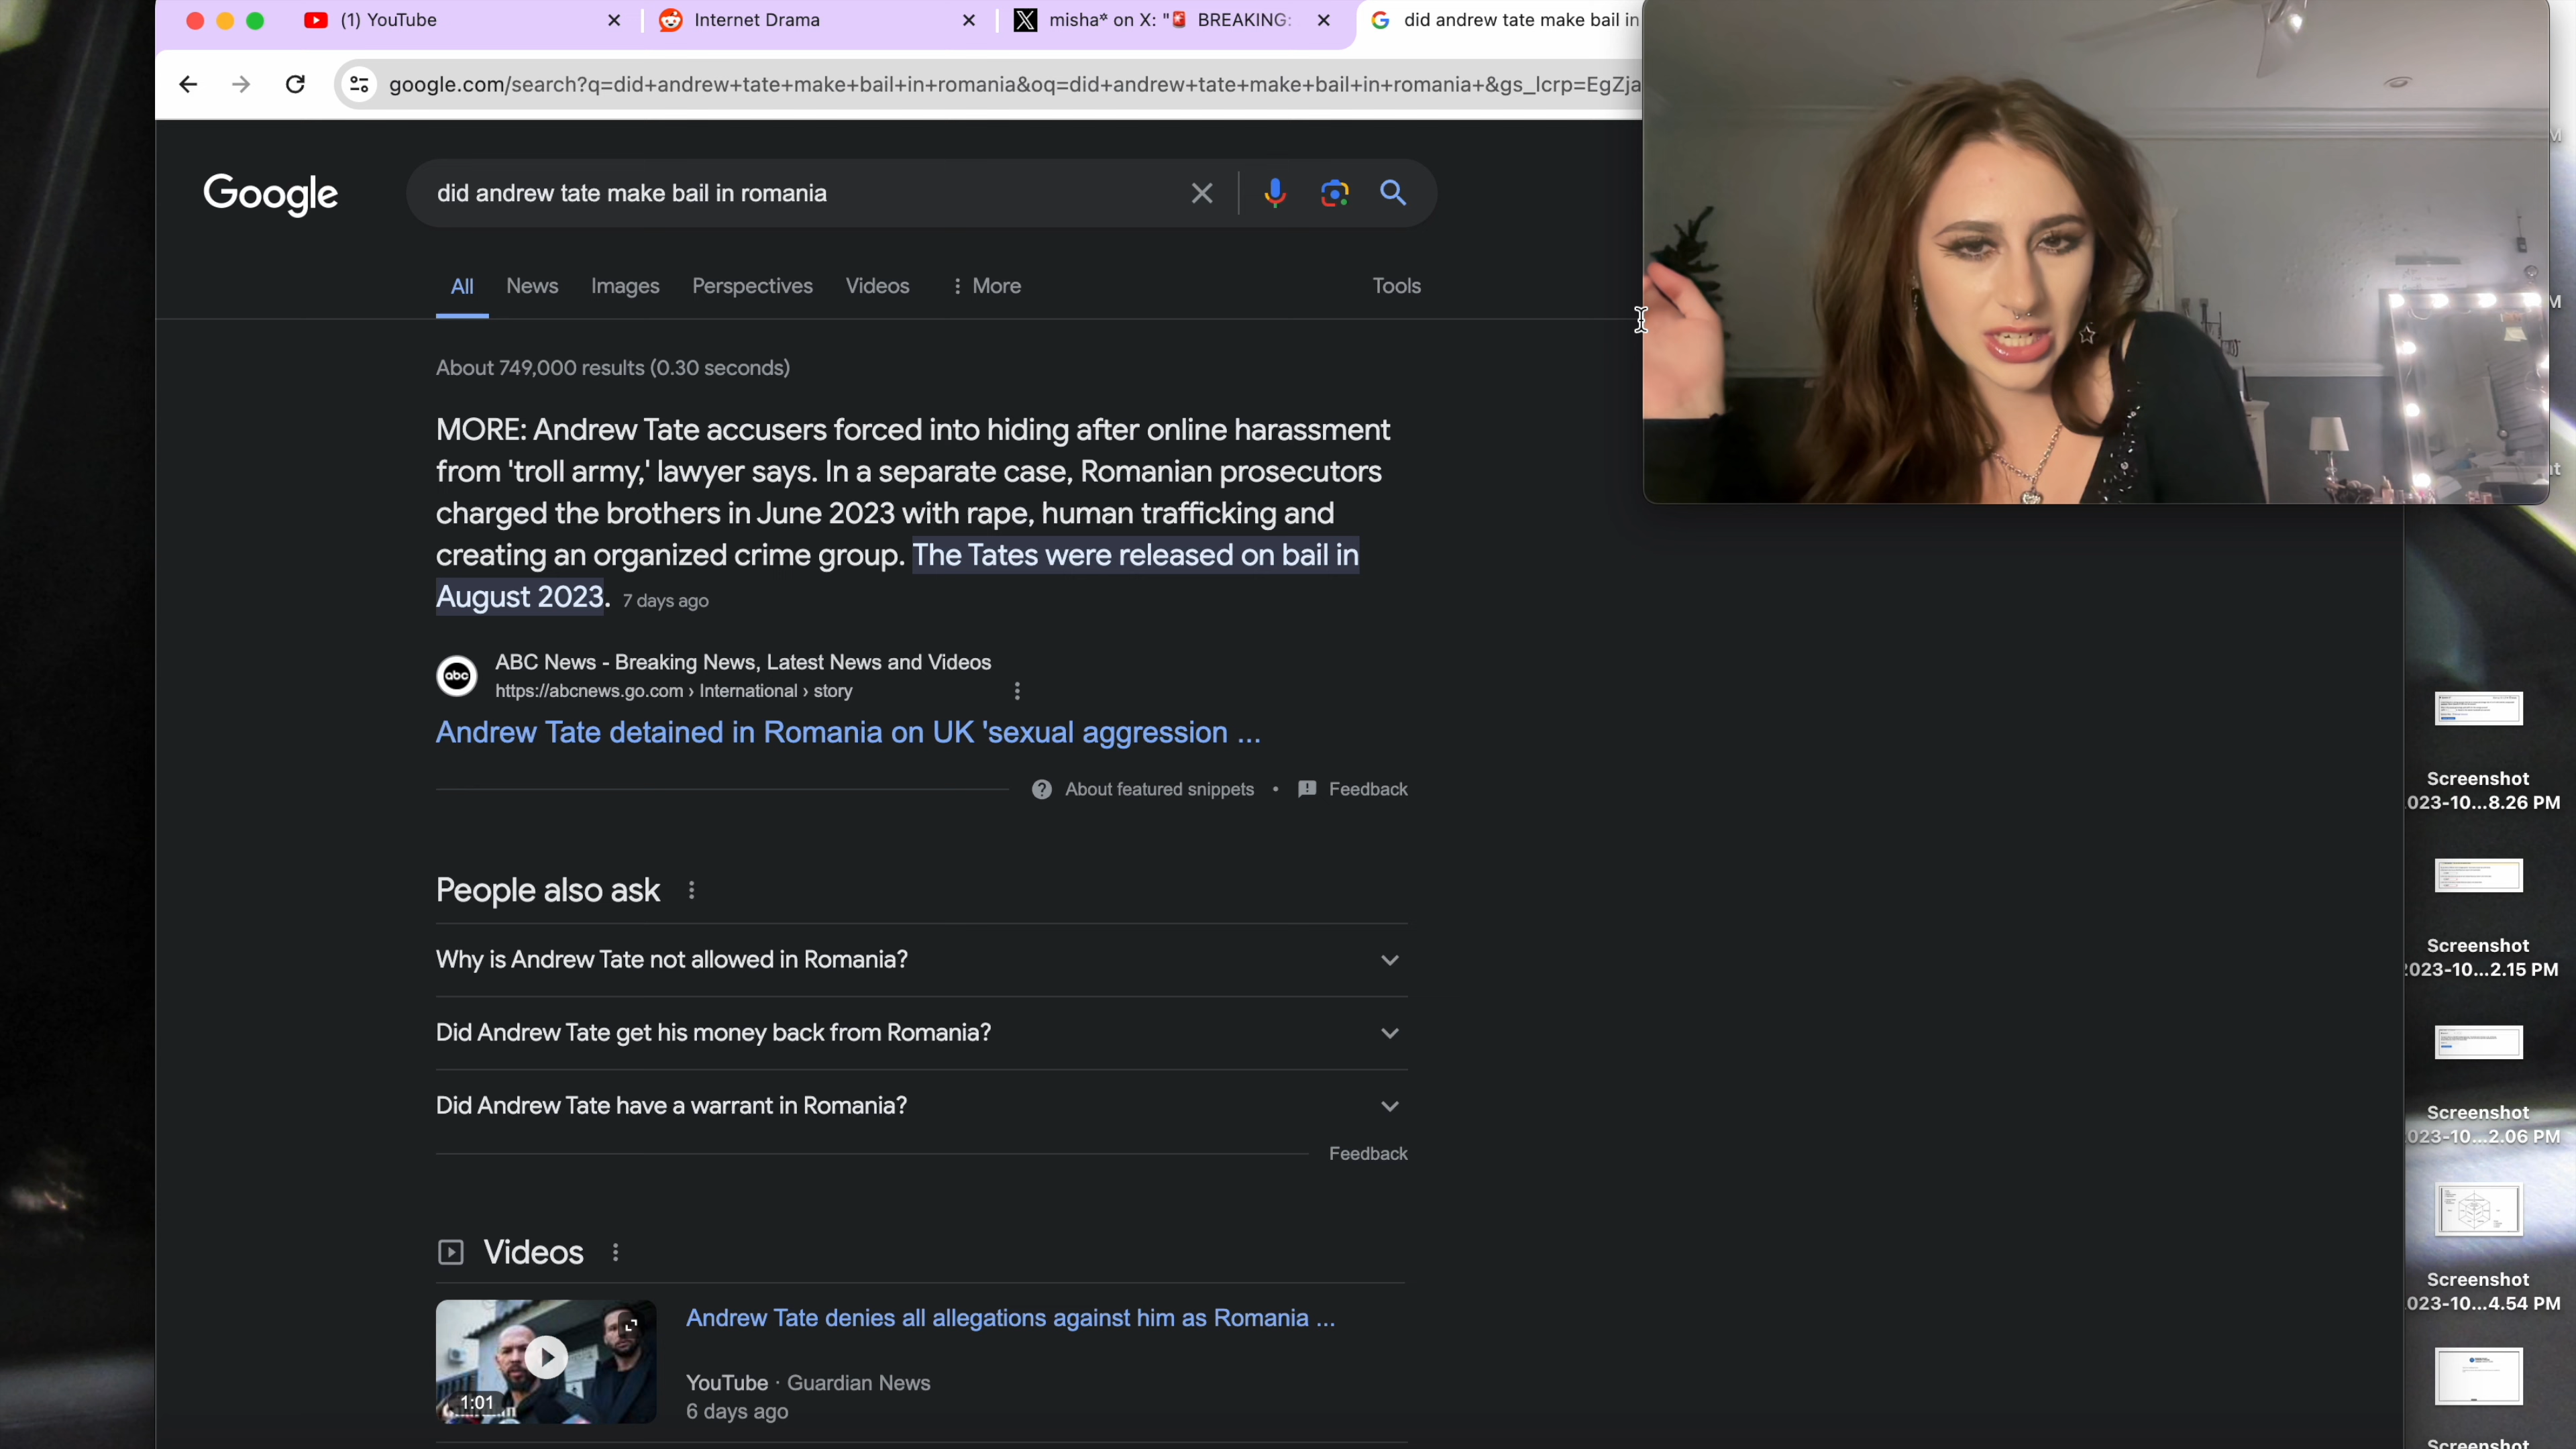 (1) YouTube
Internet Drama
misha* on X: "🚨 BREAKING:
did andrew tate make bail in
google.com/search?q=did+andrew+tate+make+bail+in+romania&oq=did+andrew+tate+make+bail+in+romania+&gs_lcrp=EgZja
Google
did andrew tate make bail in romania
All News Images Perspectives Videos More Tools
About 749,000 results (0.30 seconds)
MORE: Andrew Tate accusers forced into hiding after online harassment
from 'troll army,' lawyer says. In a separate case, Romanian prosecutors
charged the brothers in June 2023 with rape, human trafficking and
creating an organized crime group. The Tates were released on bail in
August 2023. 7 days ago
abc
ABC News - Breaking News, Latest News and Videos
https://abcnews.go.com › International › story
Andrew Tate detained in Romania on UK 'sexual aggression ...
About featured snippets • Feedback
People also ask
Why is Andrew Tate not allowed in Romania?
Did Andrew Tate get his money back from Romania?
Did Andrew Tate have a warrant in Romania?
Feedback
Videos
Andrew Tate denies all allegations against him as Romania ...
1:01
YouTube · Guardian News
6 days ago
Screenshot
023-10...8.26 PM
Screenshot
2023-10...2.15 PM
Screenshot
023-10...2.06 PM
Screenshot
023-10...4.54 PM
Screenshot